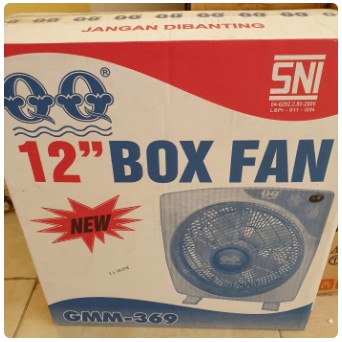 JANGAN DIBANTING
QQ®
SNI
12" BOX FAN
NEW
GMM-369